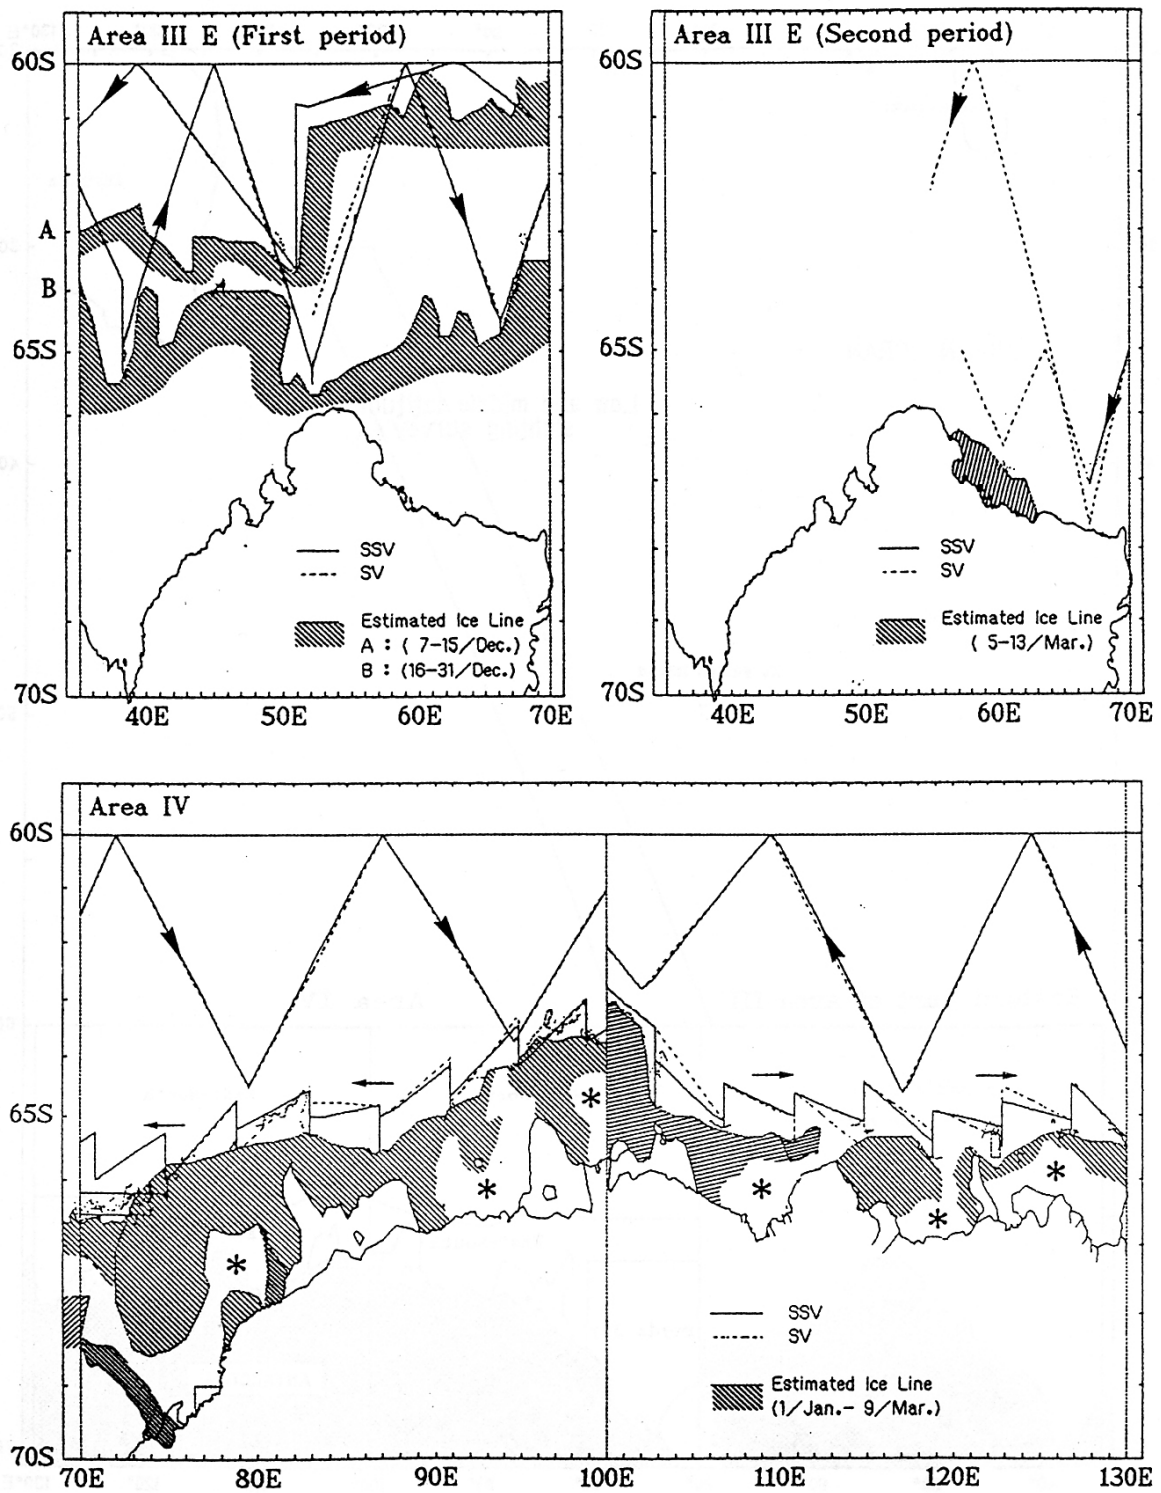 Area III E (First period)
60S
A
B
65S
70S
SSV
SV
Estimated Ice Line
A : ( 7-15/Dec.)
B : (16-31/Dec.)
40E 50E 60E 70E
Area III E (Second period)
60S
65S
70S
SSV
SV
Estimated Ice Line
( 5-13/Mar.)
40E 50E 60E 70E
Area IV
60S
65S
70S
* * * * * *
SSV
SV
Estimated Ice Line
(1/Jan.- 9/Mar.)
70E 80E 90E 100E 110E 120E 130E